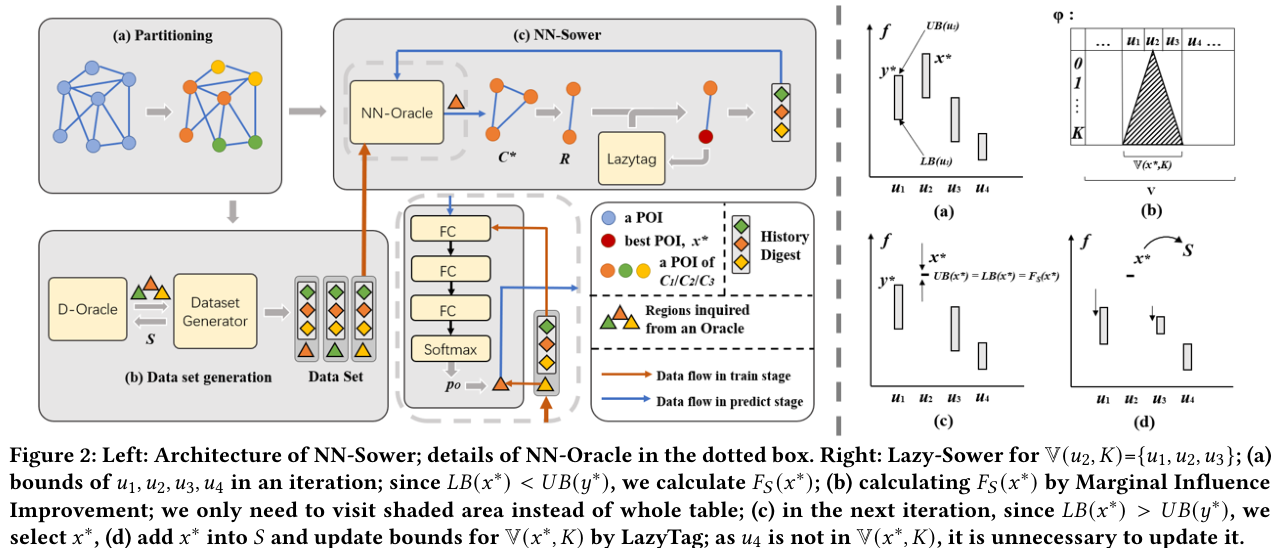 (a) Partitioning
(c) NN-Sower
NN-Oracle
C*
R
Lazytag
D-Oracle
S
Dataset
Generator
(b) Data set generation
Data Set
FC
FC
FC
Softmax
po
a POI
best POI, x*
a POI of
C1/C2/C3
History
Digest
Regions inquired
from an Oracle
Data flow in train stage
Data flow in predict stage
f
UB(u1)
x*
y*
LB(u1)
u1 u2 u3 u4
(a)
φ :
... u1 u2 u3 u4 ...
0
1
⋮
K
𝕍(x*,K)
V
(b)
f
x*
UB(x*) = LB(x*) = FS(x*)
y*
u1 u2 u3 u4
(c)
f
x*
S
u1 u2 u3 u4
(d)
Figure 2: Left: Architecture of NN-Sower; details of NN-Oracle in the dotted box. Right: Lazy-Sower for 𝕍(u2, K)={u1, u2, u3}; (a)
bounds of u1, u2, u3, u4 in an iteration; since LB(x*) < UB(y*), we calculate FS(x*); (b) calculating FS(x*) by Marginal Influence
Improvement; we only need to visit shaded area instead of whole table; (c) in the next iteration, since LB(x*) > UB(y*), we
select x*, (d) add x* into S and update bounds for 𝕍(x*, K) by LazyTag; as u4 is not in 𝕍(x*, K), it is unnecessary to update it.